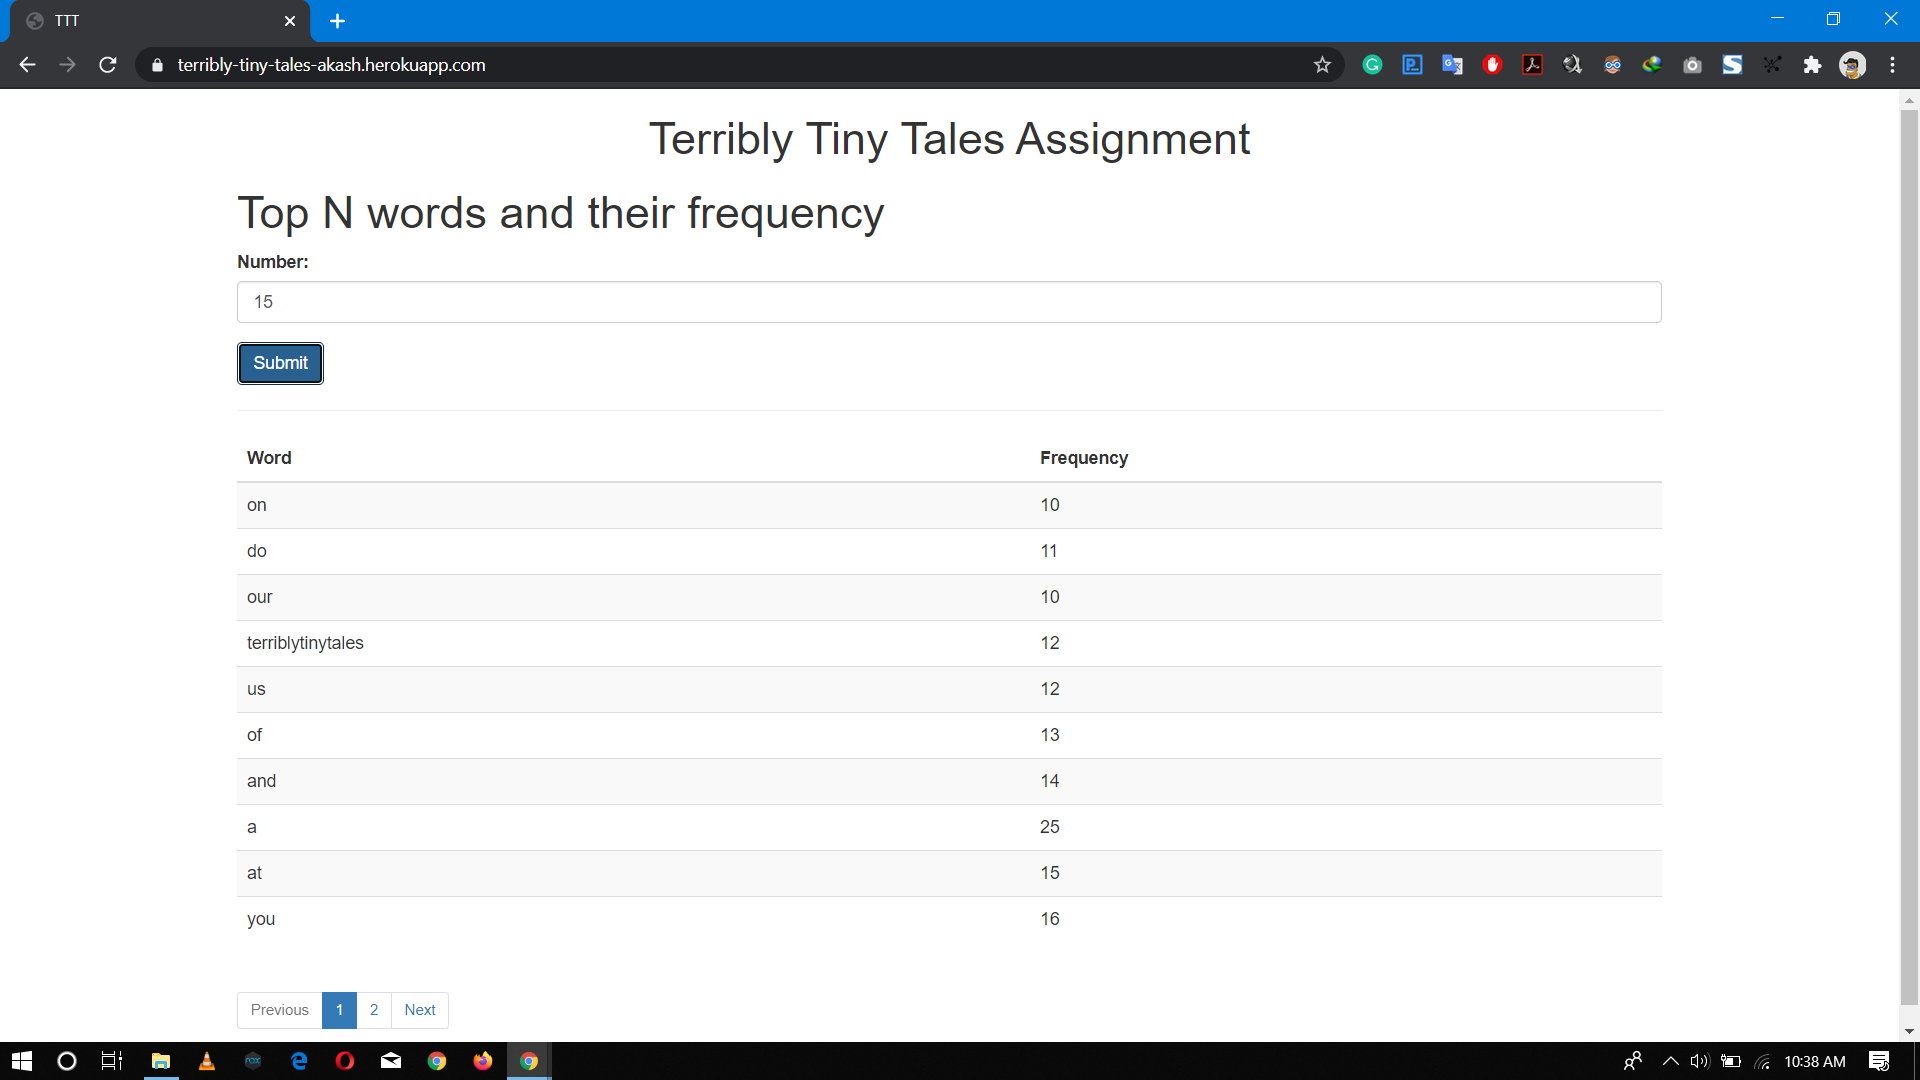 TTT
terribly-tiny-tales-akash.herokuapp.com
Terribly Tiny Tales Assignment
Top N words and their frequency
Number:
15
Submit
Word Frequency
on 10
do 11
our 10
terriblytinytales 12
us 12
of 13
and 14
a 25
at 15
you 16
Previous 1 2 Next
10:38 AM